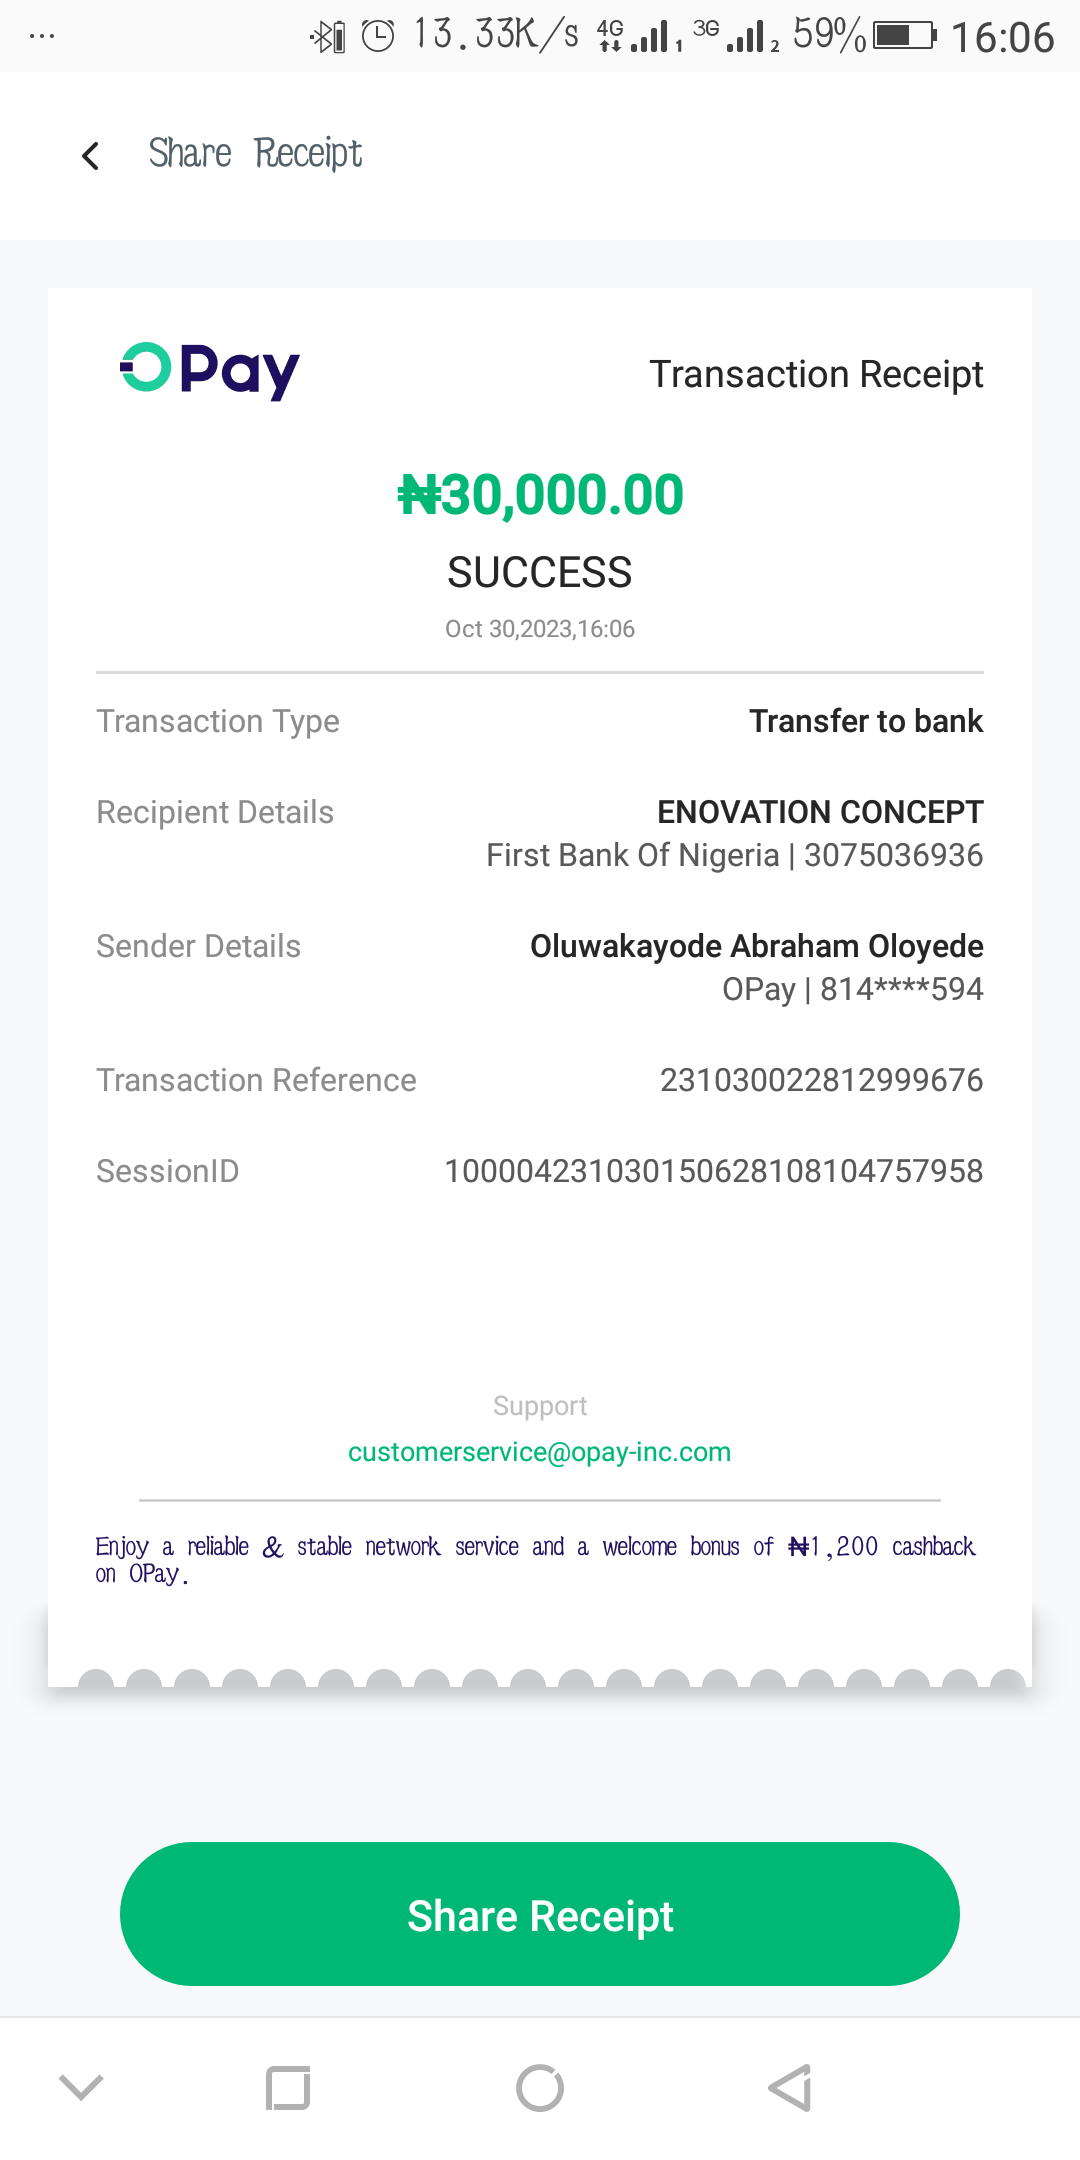 ... 13.33K/s 4G 1 3G 2 59% 16:06
Share Receipt
OPay Transaction Receipt
₦30,000.00
SUCCESS
Oct 30,2023,16:06
Transaction Type Transfer to bank
Recipient Details ENOVATION CONCEPT
First Bank Of Nigeria | 3075036936
Sender Details Oluwakayode Abraham Oloyede
OPay | 814****594
Transaction Reference 231030022812999676
SessionID 100004231030150628108104757958
Support
customerservice@opay-inc.com
Enjoy a reliable & stable network service and a welcome bonus of ₦1,200 cashback
on OPay.
Share Receipt